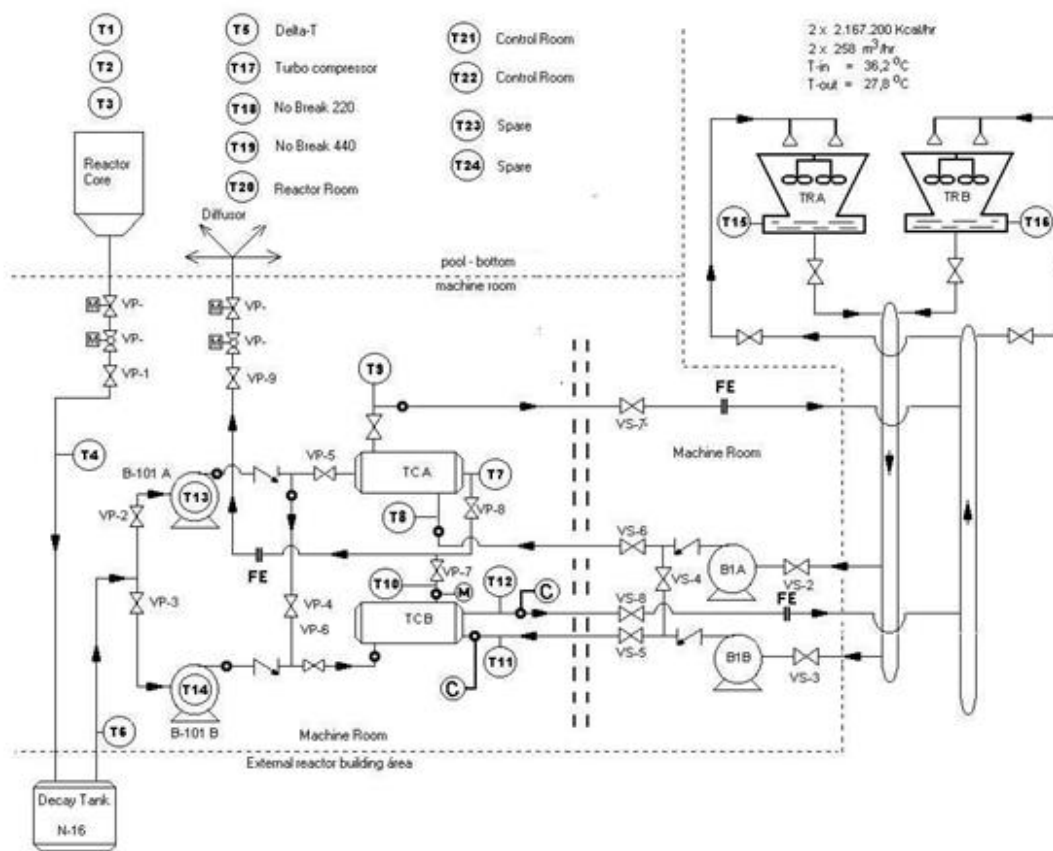 T1
T2
T3
T5 Delta-T
T17 Turbo compressor
T18 No Break 220
T19 No Break 440
T20 Reactor Room
T21 Control Room
T22 Control Room
T23 Spare
T24 Spare
2 x 2.167.200 Kcal/hr
2 x 258 m³/hr
T-in = 36,2 ºC
T-out = 27,8 ºC
Reactor
Core
Diffusor
TRA
TRB
T15
T16
pool - bottom
machine room
M VP-
M VP-
M VP-
M VP-
VP-1
VP-9
T9
FE
VS-7
T4
VP-5
Machine Room
B-101 A
T13
TCA
T7
VP-2
T8
VP-8
VS-6
FE
VP-7
B1A
VS-4
VS-2
T10
T12
C
VP-3
VP-4
M
VS-8
FE
VP-6
TCB
VS-5
T11
B1B
T14
C
VS-3
T6
B-101 B
Machine Room
External reactor building área
Decay Tank
N-16